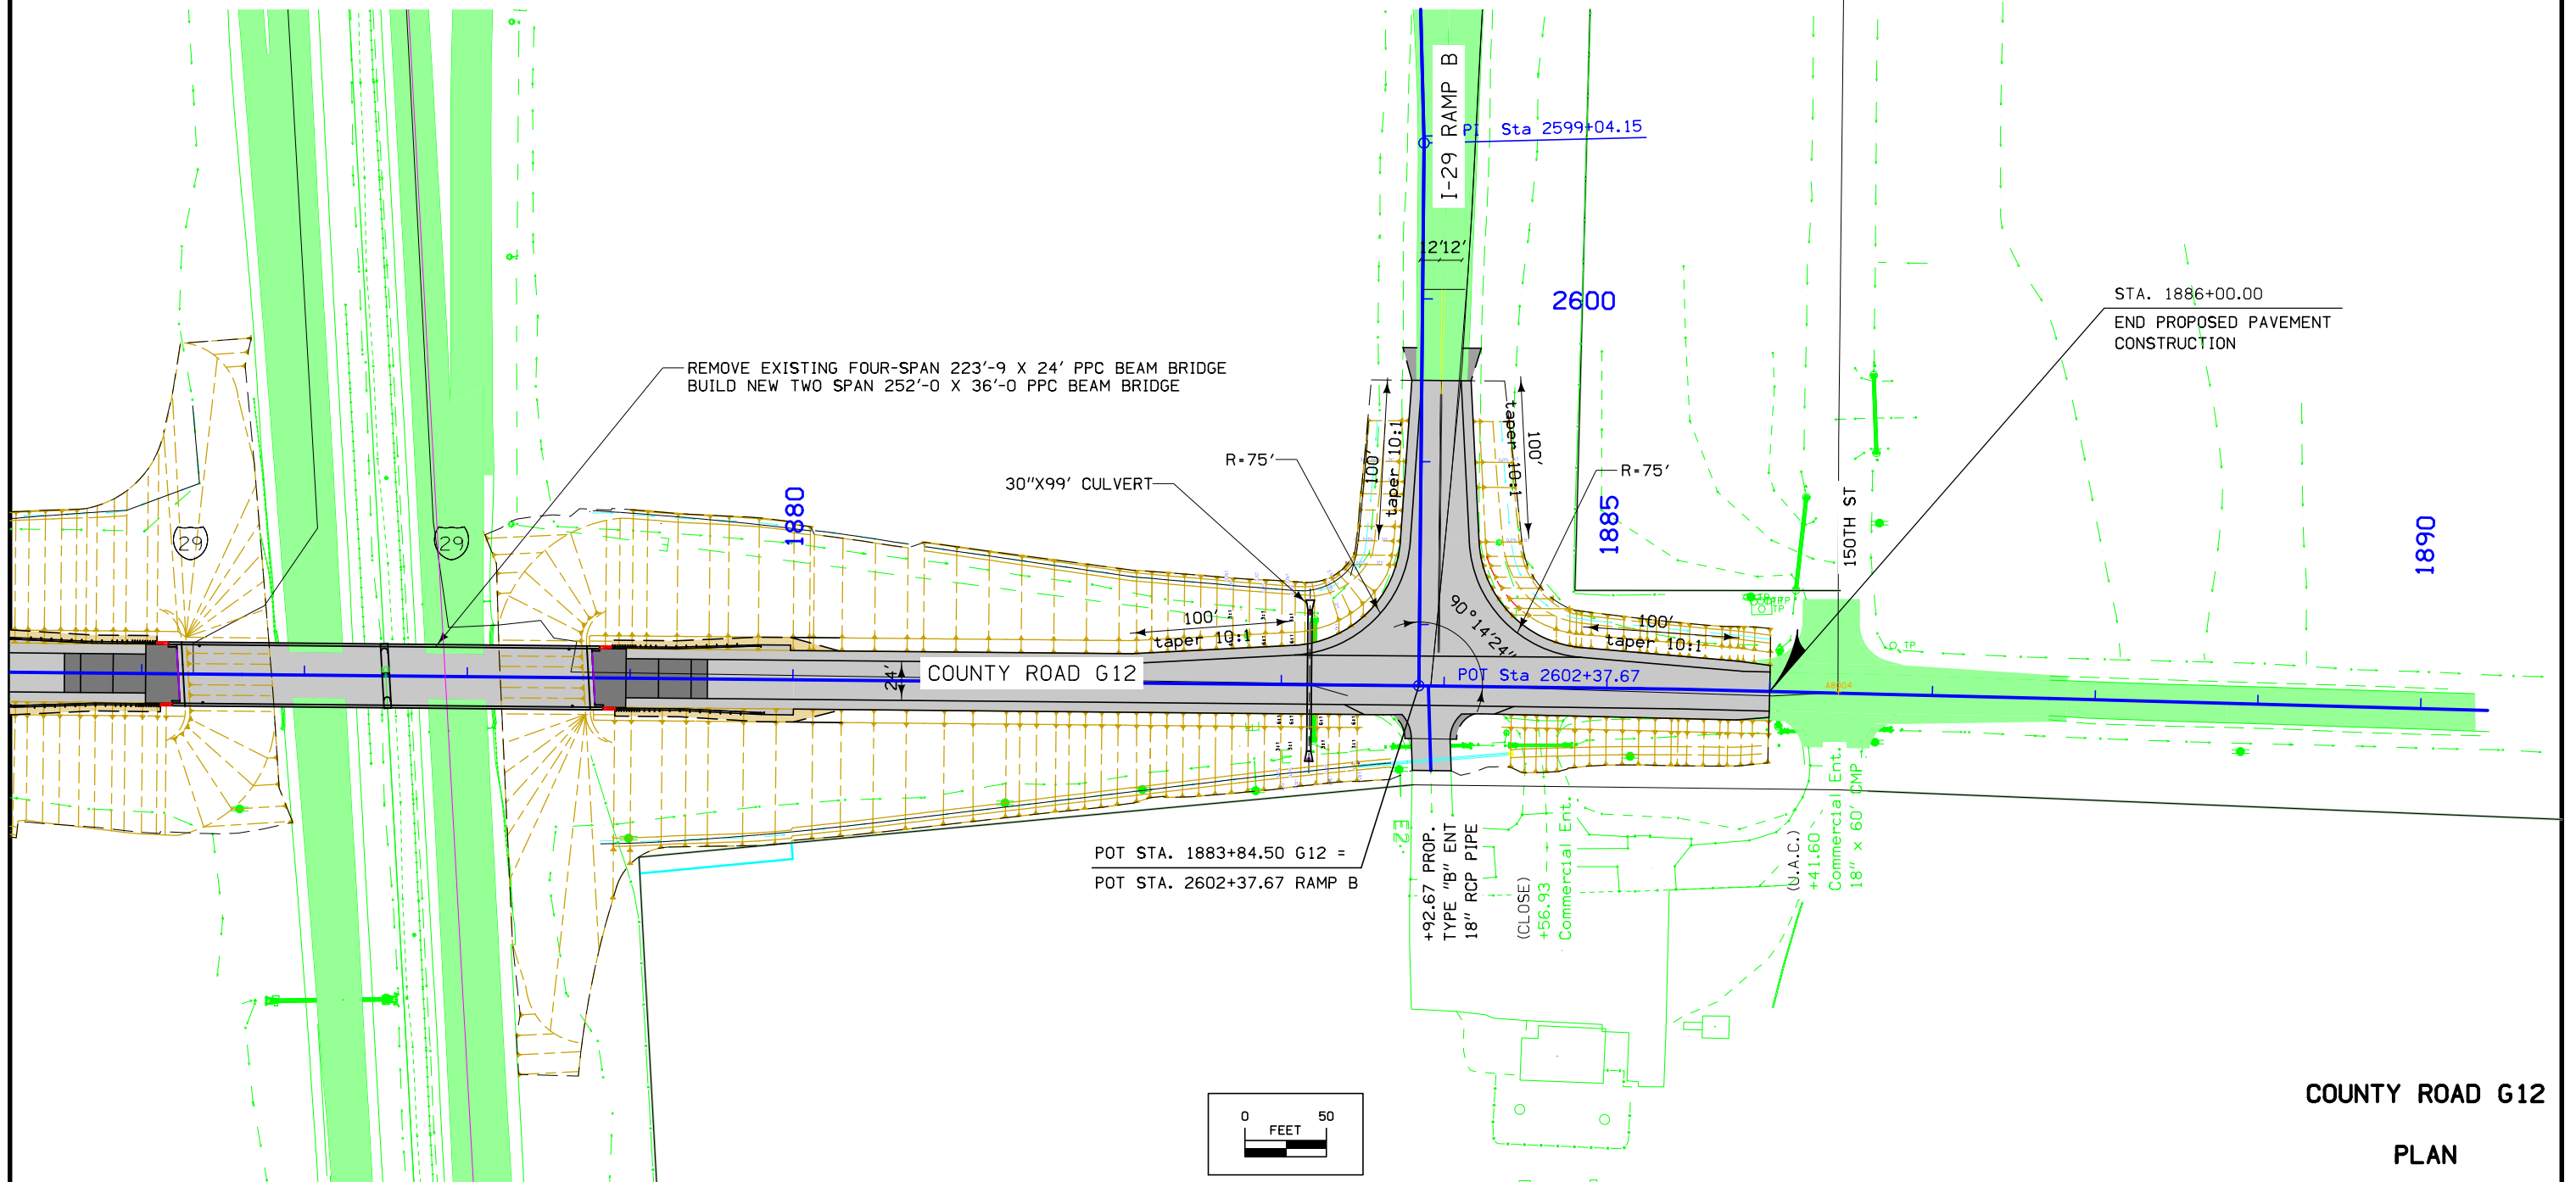 I-29 RAMP B
PI Sta 2599+04.15
12'12'
2600
STA. 1886+00.00
END PROPOSED PAVEMENT
CONSTRUCTION
REMOVE EXISTING FOUR-SPAN 223'-9 X 24' PPC BEAM BRIDGE
BUILD NEW TWO SPAN 252'-0 X 36'-0 PPC BEAM BRIDGE
R=75'
30"X99' CULVERT
100'
taper 10:1
100'
taper 10:1
R=75'
29
29
1880
1885
150TH ST
1890
100'
taper 10:1
90°14'24"
100'
taper 10:1
TP
TP
24'
COUNTY ROAD G12
POT Sta 2602+37.67
POT STA. 1883+84.50 G12 =
POT STA. 2602+37.67 RAMP B
+92.67 PROP.
TYPE "B" ENT
18" RCP PIPE
(CLOSE)
+56.93
Commercial Ent.
(U.A.C.)
+41.60
Commercial Ent.
18" x 60' CMP
0 50
FEET
COUNTY ROAD G12
PLAN